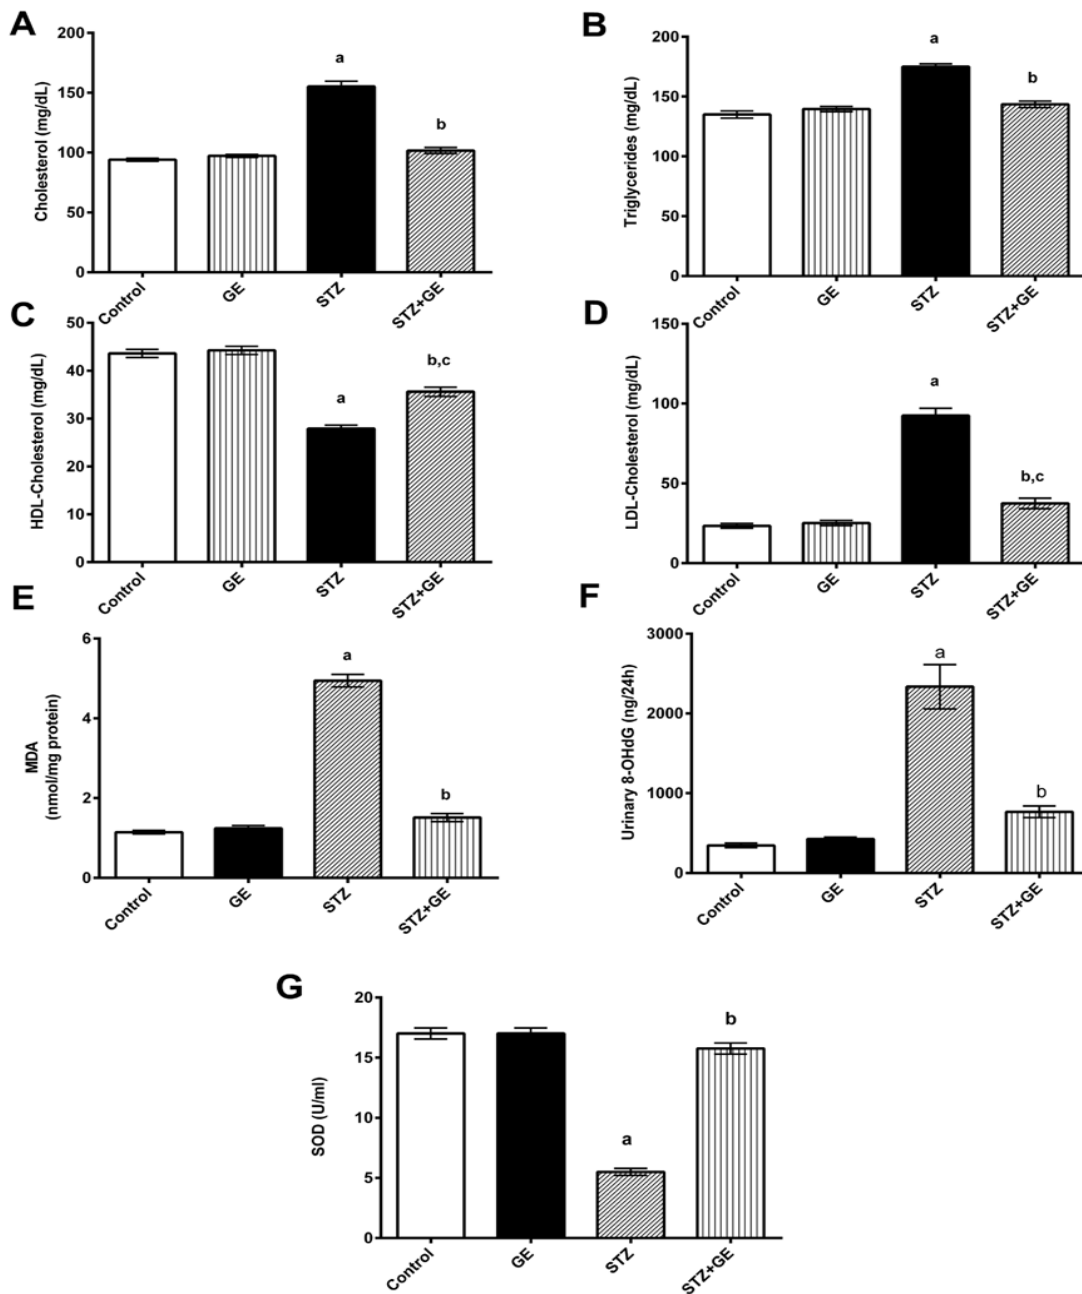 A
Cholesterol (mg/dL)
200
150
100
50
0
a
b
Control
GE
STZ
STZ+GE
B
Triglycerides (mg/dL)
200
150
100
50
0
a
b
Control
GE
STZ
STZ+GE
C
HDL-Cholesterol (mg/dL)
50
40
30
20
10
0
a
b,c
Control
GE
STZ
STZ+GE
D
LDL-Cholesterol (mg/dL)
150
100
50
0
a
b,c
Control
GE
STZ
STZ+GE
E
MDA
(nmol/mg protein)
6
4
2
0
a
b
Control
GE
STZ
STZ+GE
F
Urinary 8-OHdG (ng/24h)
3000
2000
1000
0
a
b
Control
GE
STZ
STZ+GE
G
SOD (U/ml)
20
15
10
5
0
a
b
Control
GE
STZ
STZ+GE